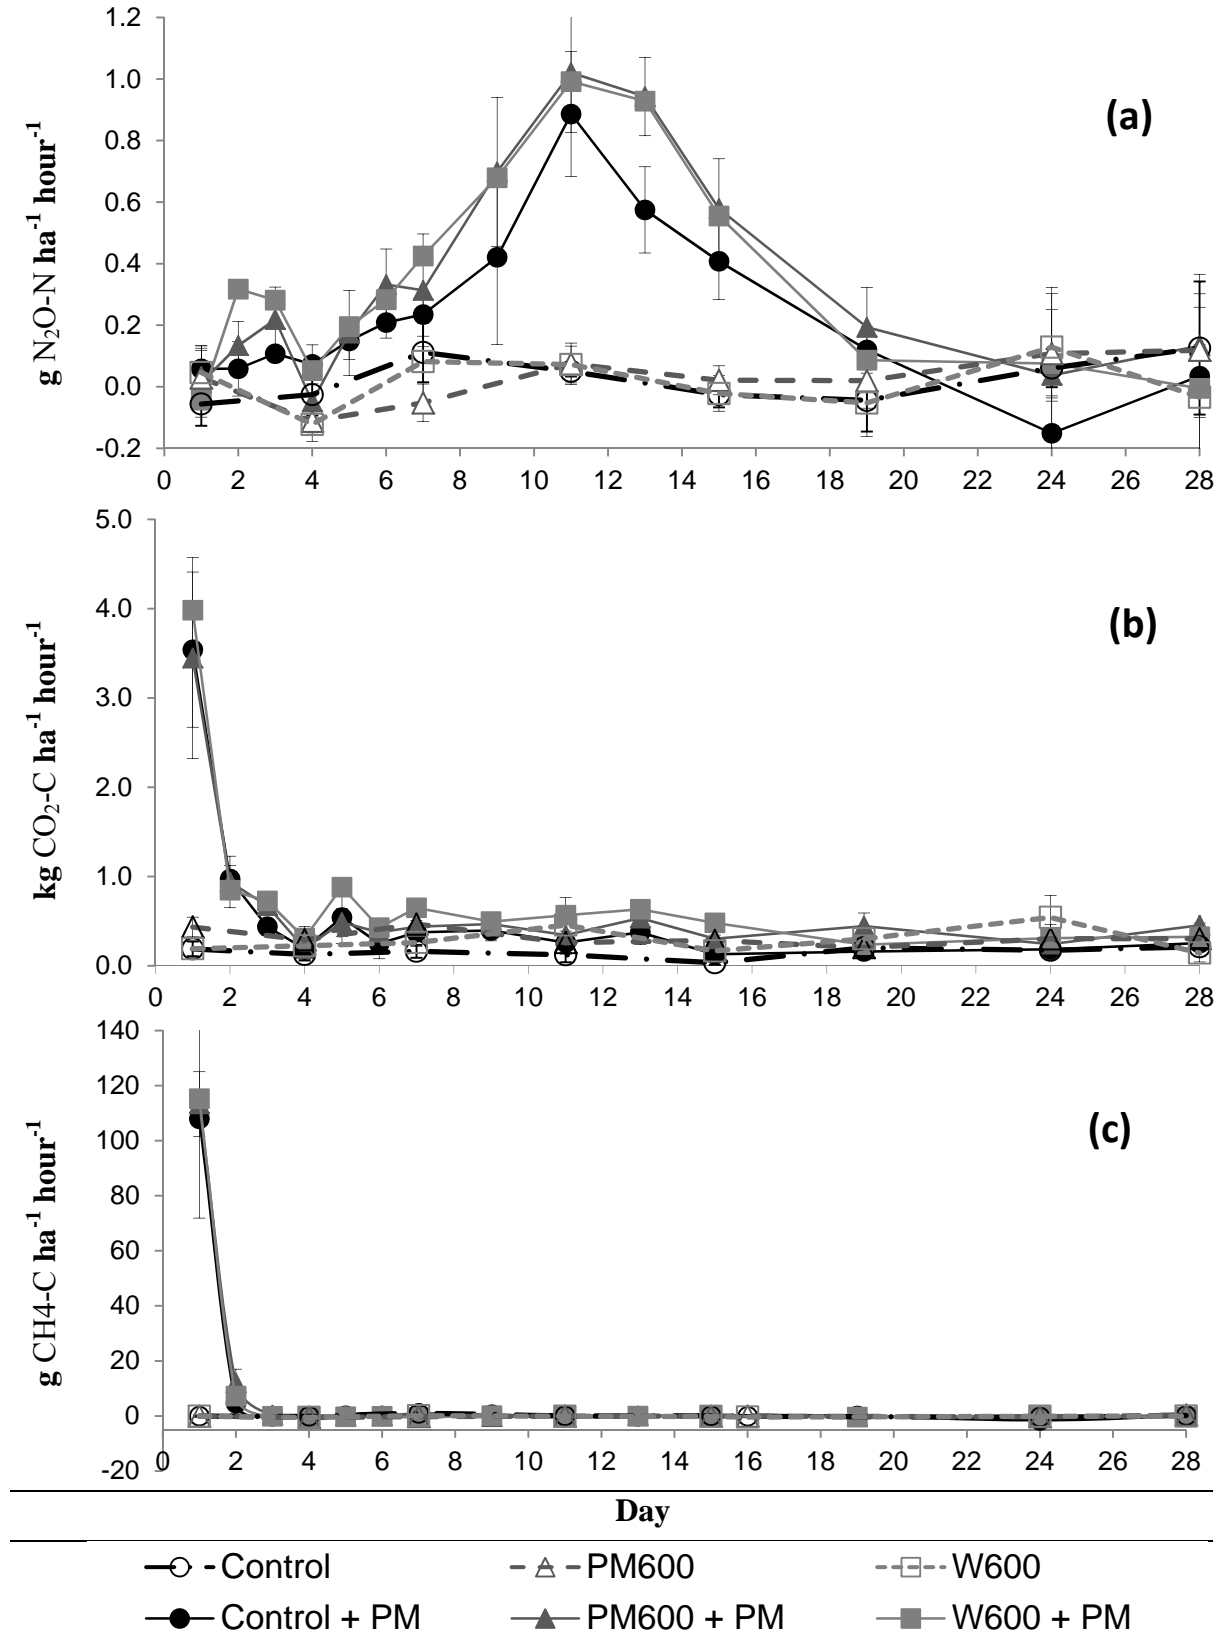 1.2
1.0
0.8
0.6
0.4
0.2
0.0
-0.2
g N₂O-N ha⁻¹ hour⁻¹
(a)
0 2 4 6 8 10 12 14 16 18 20 22 24 26 28
5.0
4.0
3.0
2.0
1.0
0.0
kg CO₂-C ha⁻¹ hour⁻¹
(b)
0 2 4 6 8 10 12 14 16 18 20 22 24 26 28
140
120
100
80
60
40
20
0
-20
g CH4-C ha⁻¹ hour⁻¹
(c)
0 2 4 6 8 10 12 14 16 18 20 22 24 26 28
Day
Control PM600 W600
Control + PM PM600 + PM W600 + PM